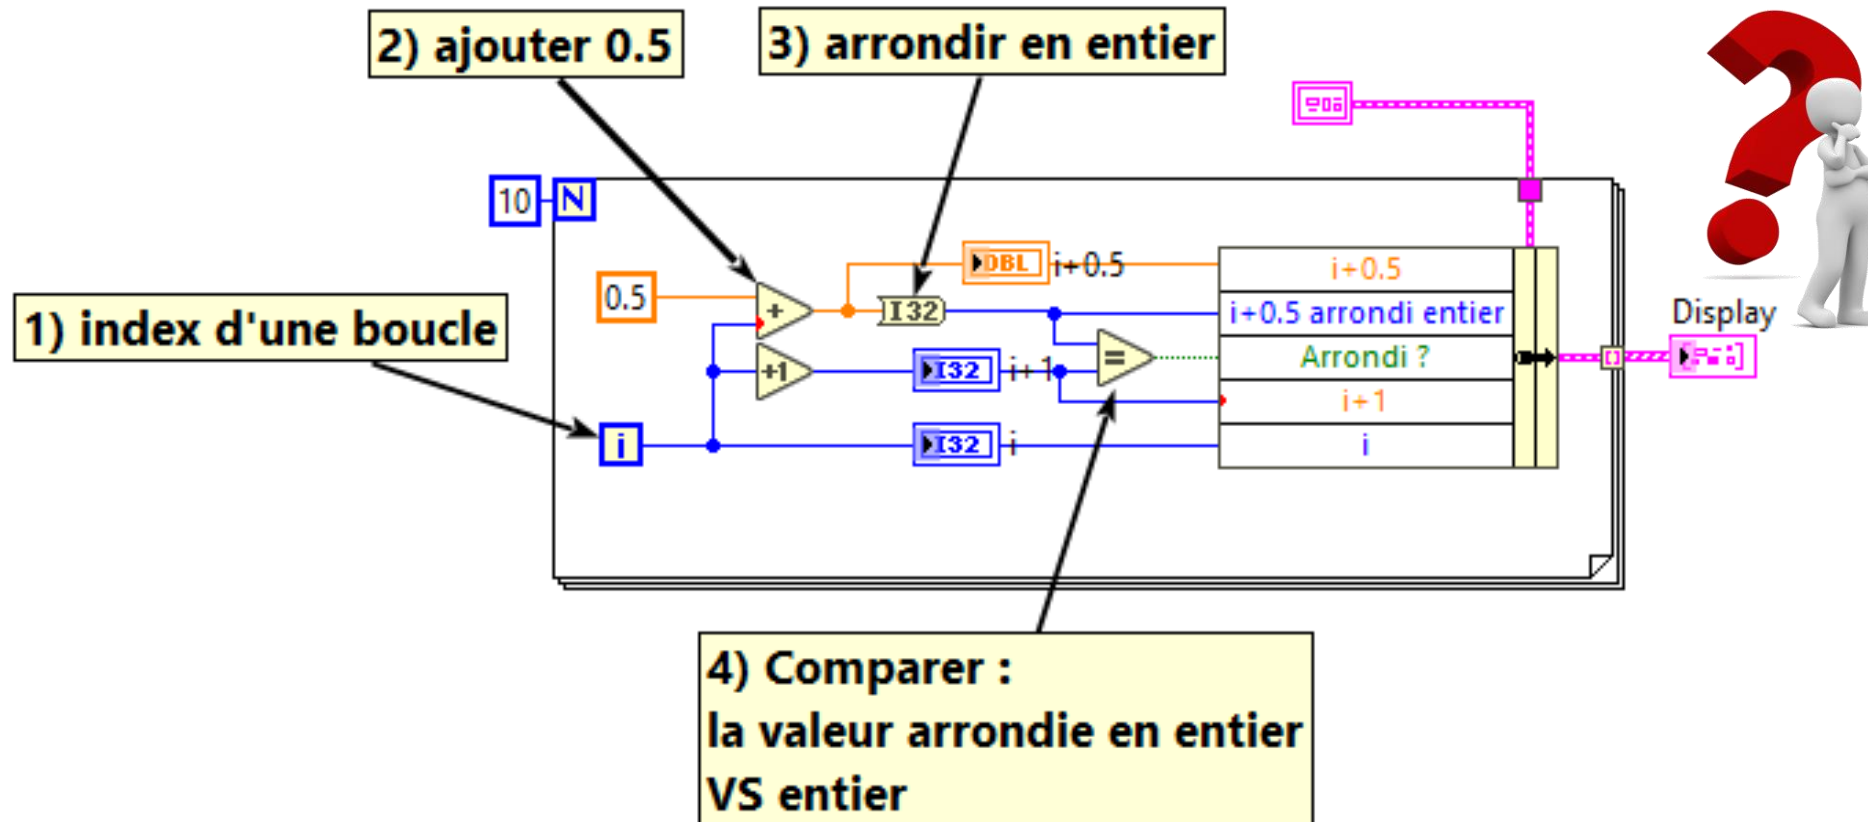 2) ajouter 0.5
3) arrondir en entier
10 N
0.5
+
DBL
i+0.5
i+0.5
I32
i+0.5 arrondi entier
Display
1) index d'une boucle
+1
I32
i+1
=
Arrondi ?
i+1
i
I32
i
i
4) Comparer :
la valeur arrondie en entier
VS entier